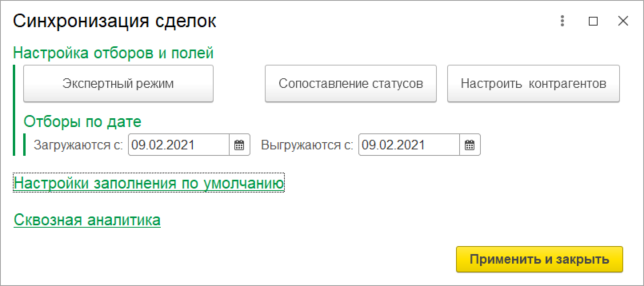 Синхронизация сделок
Настройка отборов и полей
Экспертный режим Сопоставление статусов Настроить контрагентов
Отборы по дате
Загружаются с: 09.02.2021 Выгружаются с: 09.02.2021
Настройки заполнения по умолчанию
Сквозная аналитика
Применить и закрыть